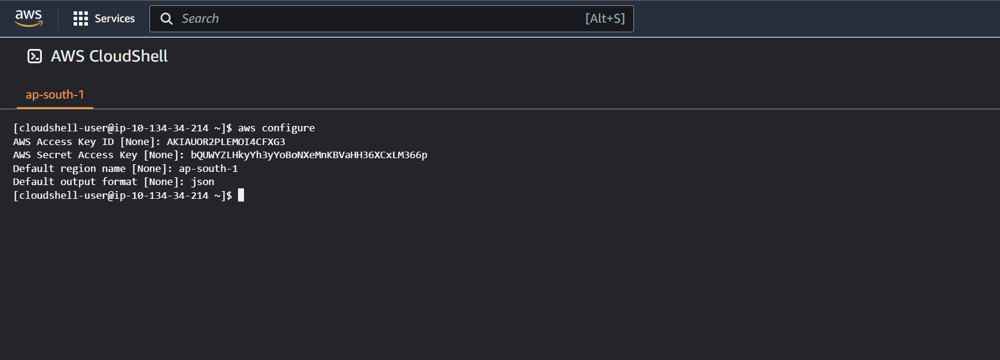 aws Services Search [Alt+S]
AWS CloudShell
ap-south-1
[cloudshell-user@ip-10-134-34-214 ~]$ aws configure
AWS Access Key ID [None]: AKIAUOR2PLEMOI4CFXG3
AWS Secret Access Key [None]: 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
Default region name [None]: ap-south-1
Default output format [None]: json
[cloudshell-user@ip-10-134-34-214 ~]$